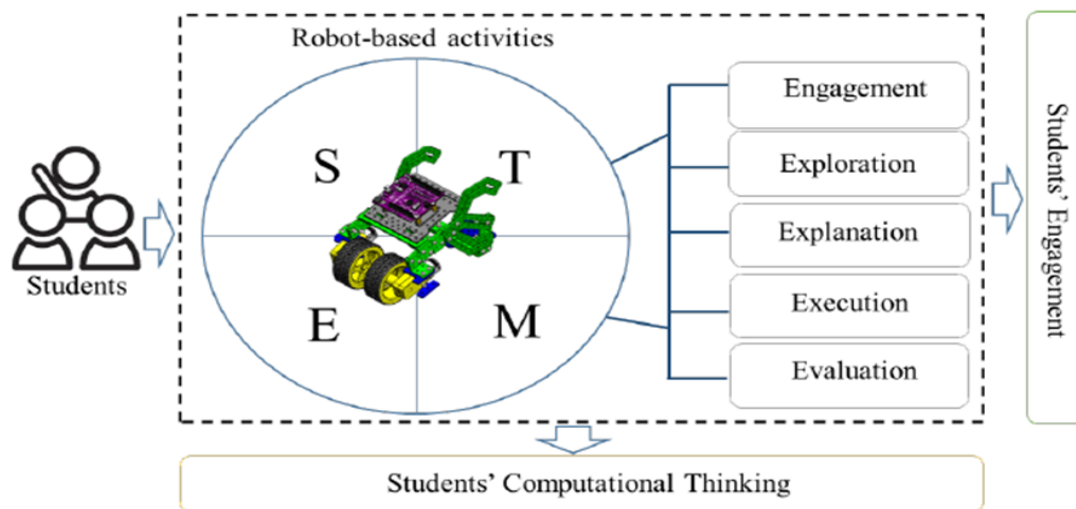 Robot-based activities
S
T
E
M
Students
Engagement
Exploration
Explanation
Execution
Evaluation
Students’ Engagement
Students’ Computational Thinking